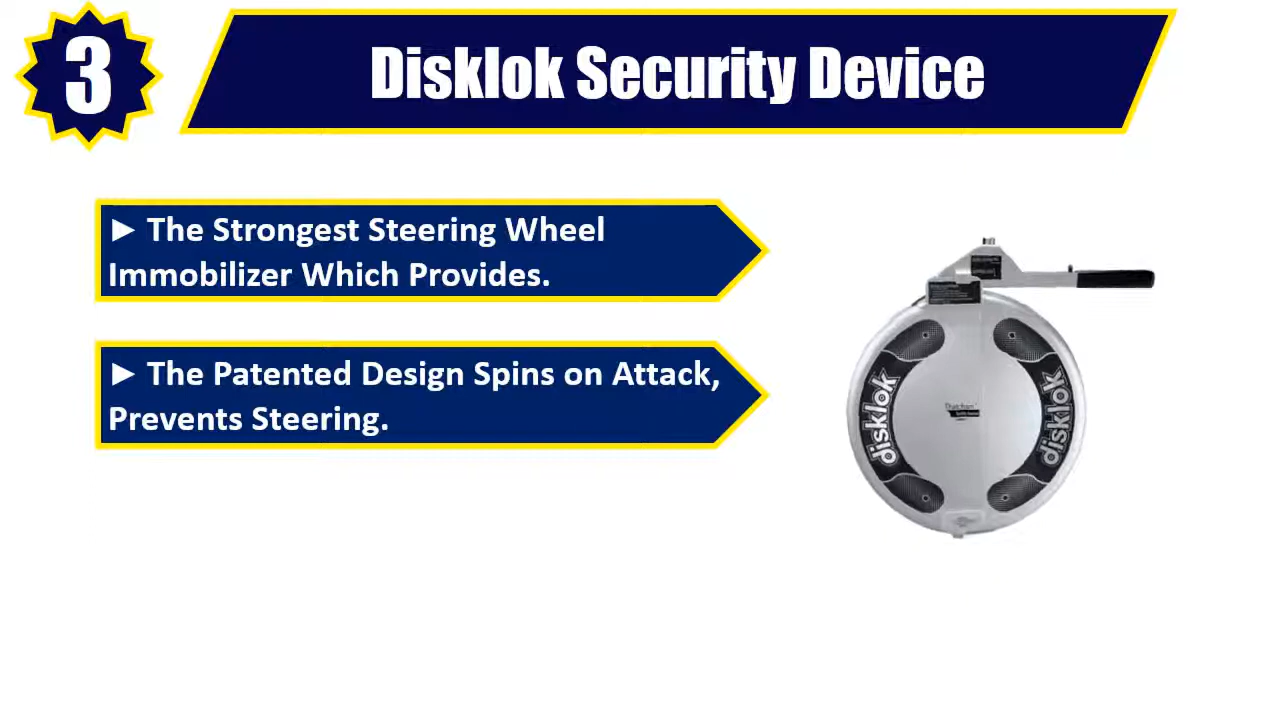 3
Disklok Security Device
► The Strongest Steering Wheel
Immobilizer Which Provides.
► The Patented Design Spins on Attack,
Prevents Steering.
disklok
disklok